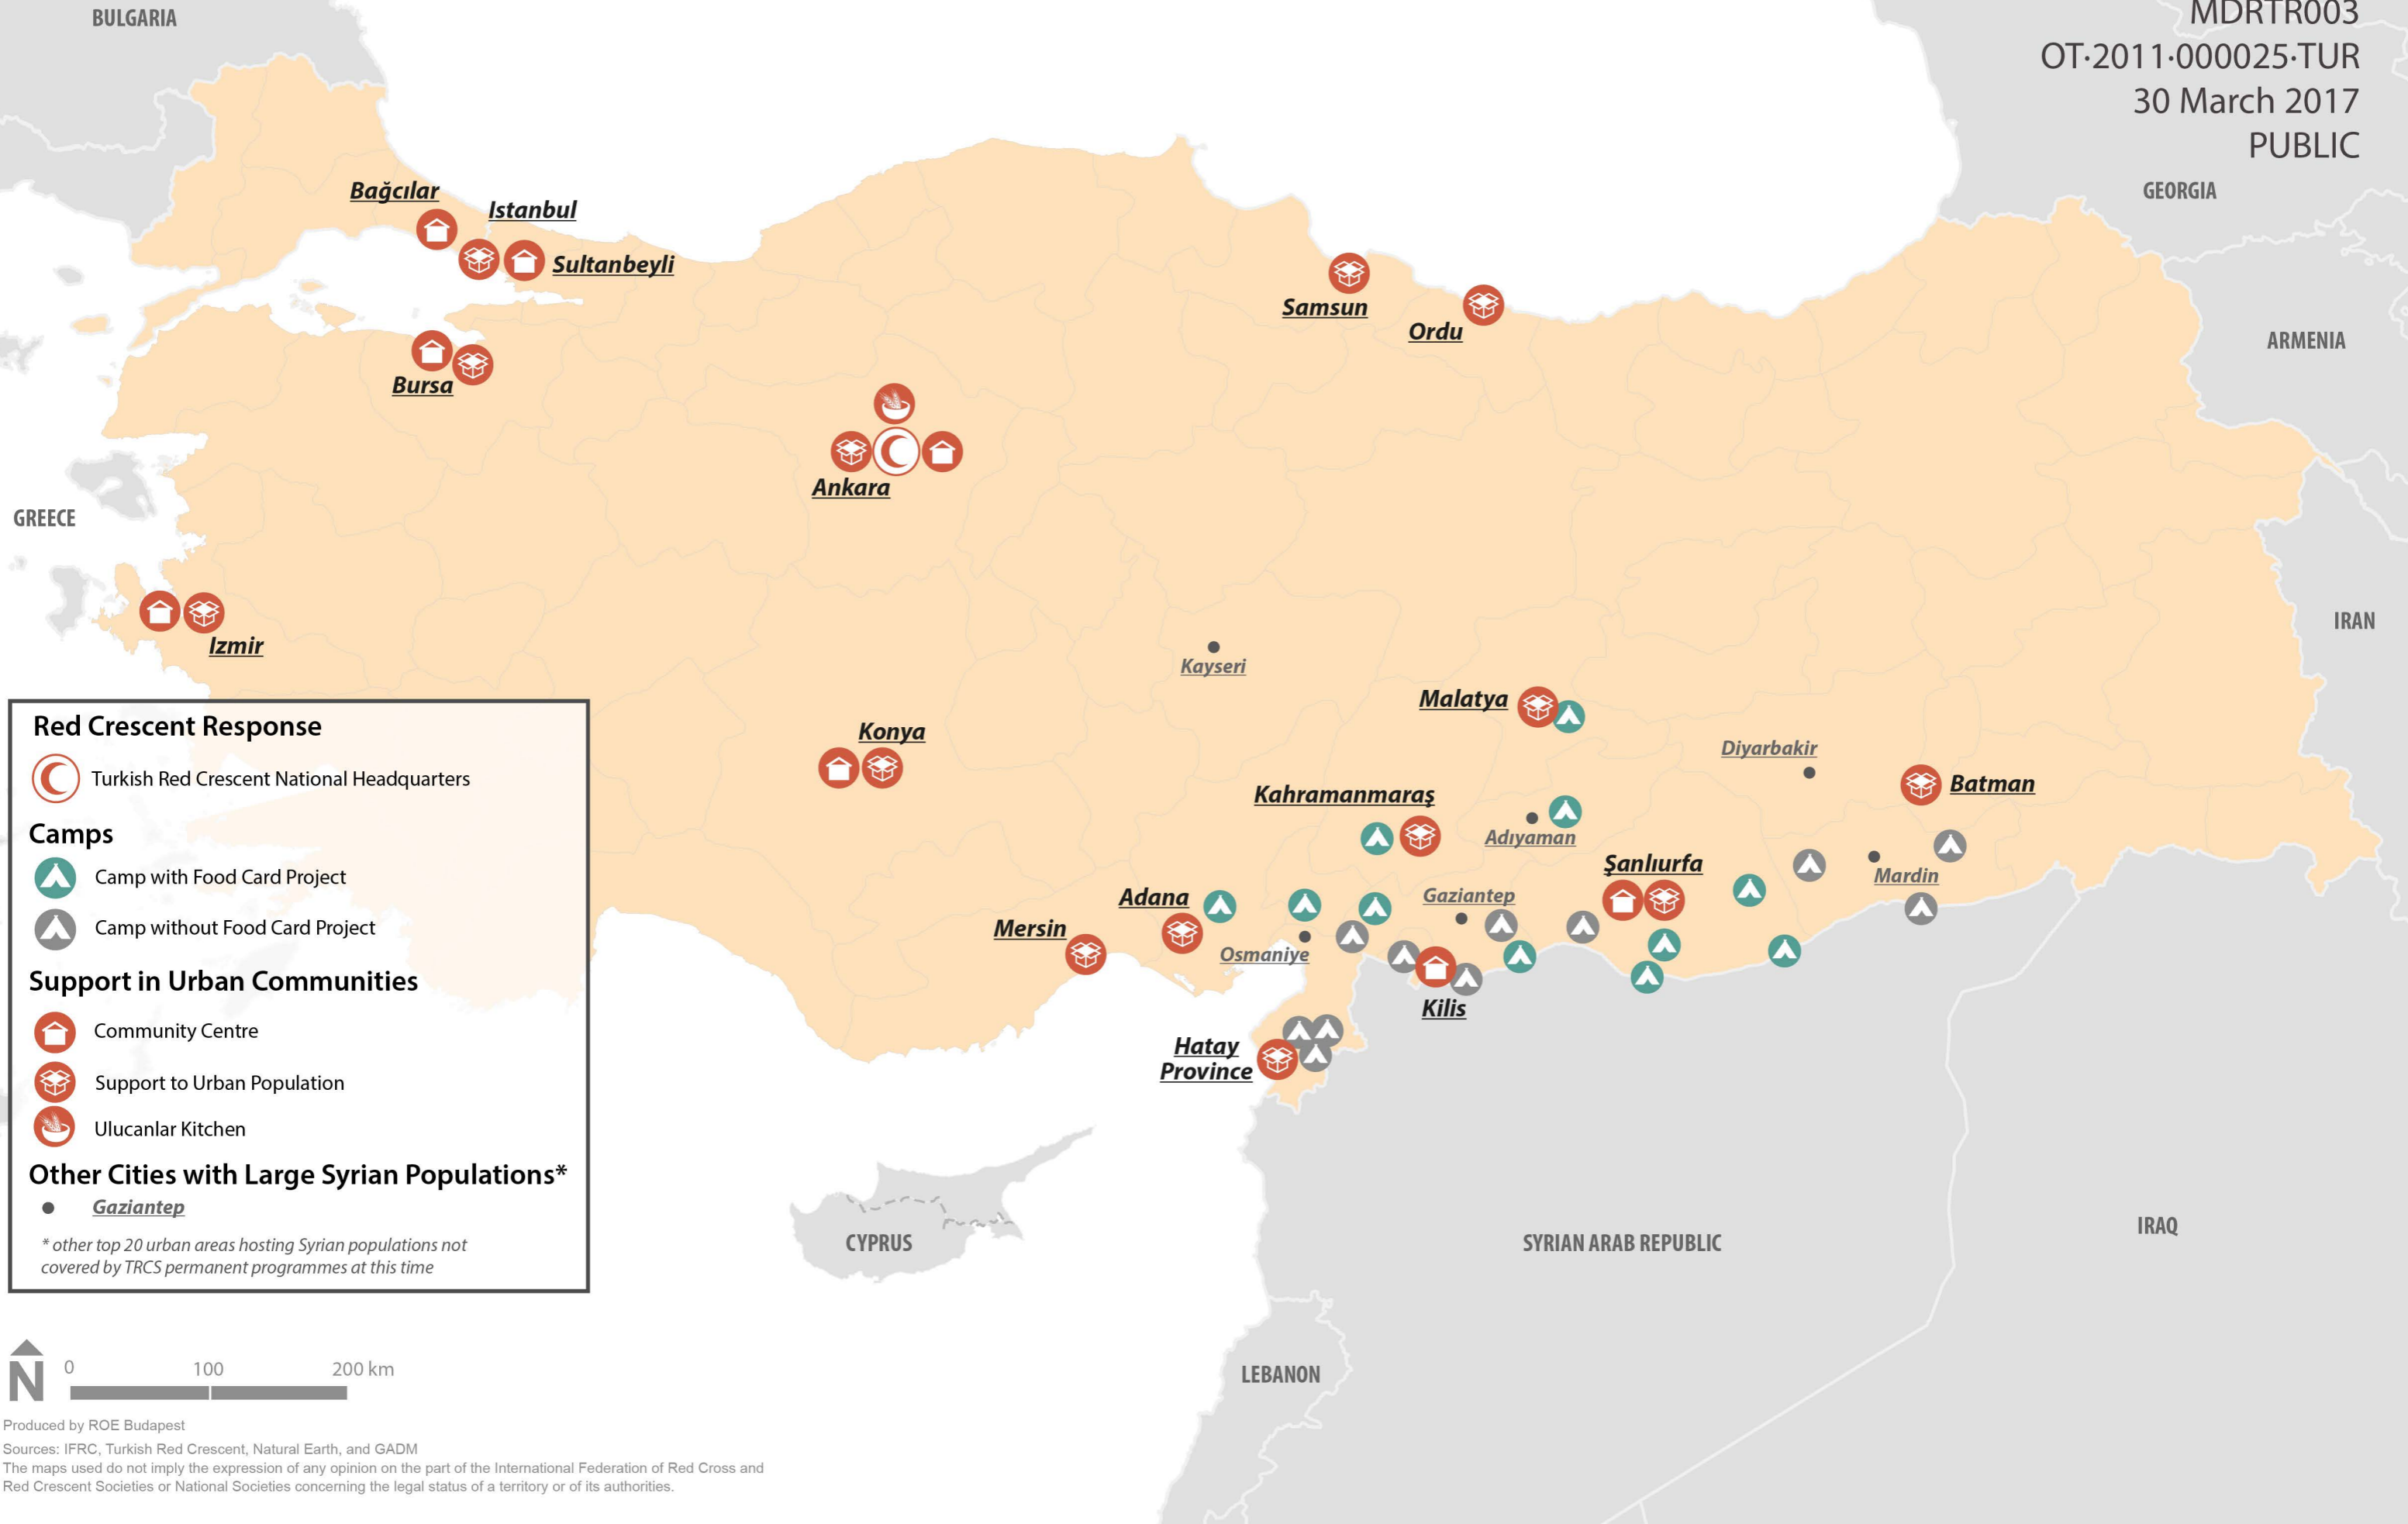 BULGARIA
MDRTR003
OT·2011·000025·TUR
30 March 2017
PUBLIC
GEORGIA
Bağcılar
Istanbul
Sultanbeyli
Samsun
Ordu
ARMENIA
Bursa
Ankara
GREECE
IRAN
Izmir
Kayseri
Malatya
Konya
Diyarbakir
Batman
Kahramanmaraş
Adıyaman
Şanlıurfa
Mardin
Adana
Gaziantep
Mersin
Osmaniye
Kilis
Hatay
Province
Red Crescent Response
Turkish Red Crescent National Headquarters
Camps
Camp with Food Card Project
Camp without Food Card Project
Support in Urban Communities
Community Centre
Support to Urban Population
Ulucanlar Kitchen
Other Cities with Large Syrian Populations*
Gaziantep
* other top 20 urban areas hosting Syrian populations not
covered by TRCS permanent programmes at this time
CYPRUS
SYRIAN ARAB REPUBLIC
IRAQ
LEBANON
N
0 100 200 km
Produced by ROE Budapest
Sources: IFRC, Turkish Red Crescent, Natural Earth, and GADM
The maps used do not imply the expression of any opinion on the part of the International Federation of Red Cross and
Red Crescent Societies or National Societies concerning the legal status of a territory or of its authorities.